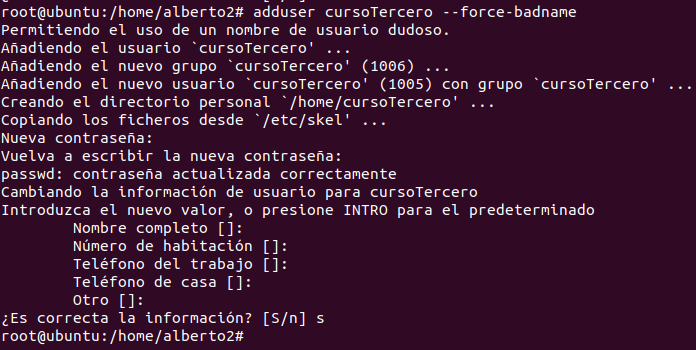 root@ubuntu:/home/alberto2# adduser cursoTercero --force-badname
Permitiendo el uso de un nombre de usuario dudoso.
Añadiendo el usuario `cursoTercero' ...
Añadiendo el nuevo grupo `cursoTercero' (1006) ...
Añadiendo el nuevo usuario `cursoTercero' (1005) con grupo `cursoTercero' ...
Creando el directorio personal `/home/cursoTercero' ...
Copiando los ficheros desde `/etc/skel' ...
Nueva contraseña:
Vuelva a escribir la nueva contraseña:
passwd: contraseña actualizada correctamente
Cambiando la información de usuario para cursoTercero
Introduzca el nuevo valor, o presione INTRO para el predeterminado
Nombre completo []:
Número de habitación []:
Teléfono del trabajo []:
Teléfono de casa []:
Otro []:
¿Es correcta la información? [S/n] s
root@ubuntu:/home/alberto2#